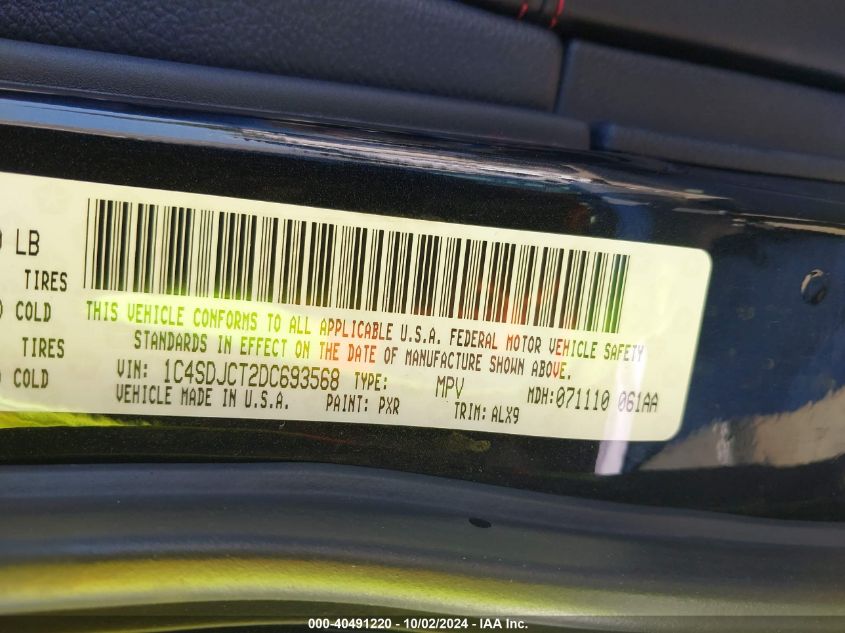 LB
TIRES
COLD
THIS VEHICLE CONFORMS TO ALL APPLICABLE U.S.A. FEDERAL MOTOR VEHICLE SAFETY
STANDARDS IN EFFECT ON THE DATE OF MANUFACTURE SHOWN ABOVE.
TIRES
COLD
VIN: 1C4SDJCT2DC693568 TYPE: MPV MDH:071110 061AA
VEHICLE MADE IN U.S.A. PAINT: PXR TRIM: ALX9
000-40491220 - 10/02/2024 - IAA Inc.